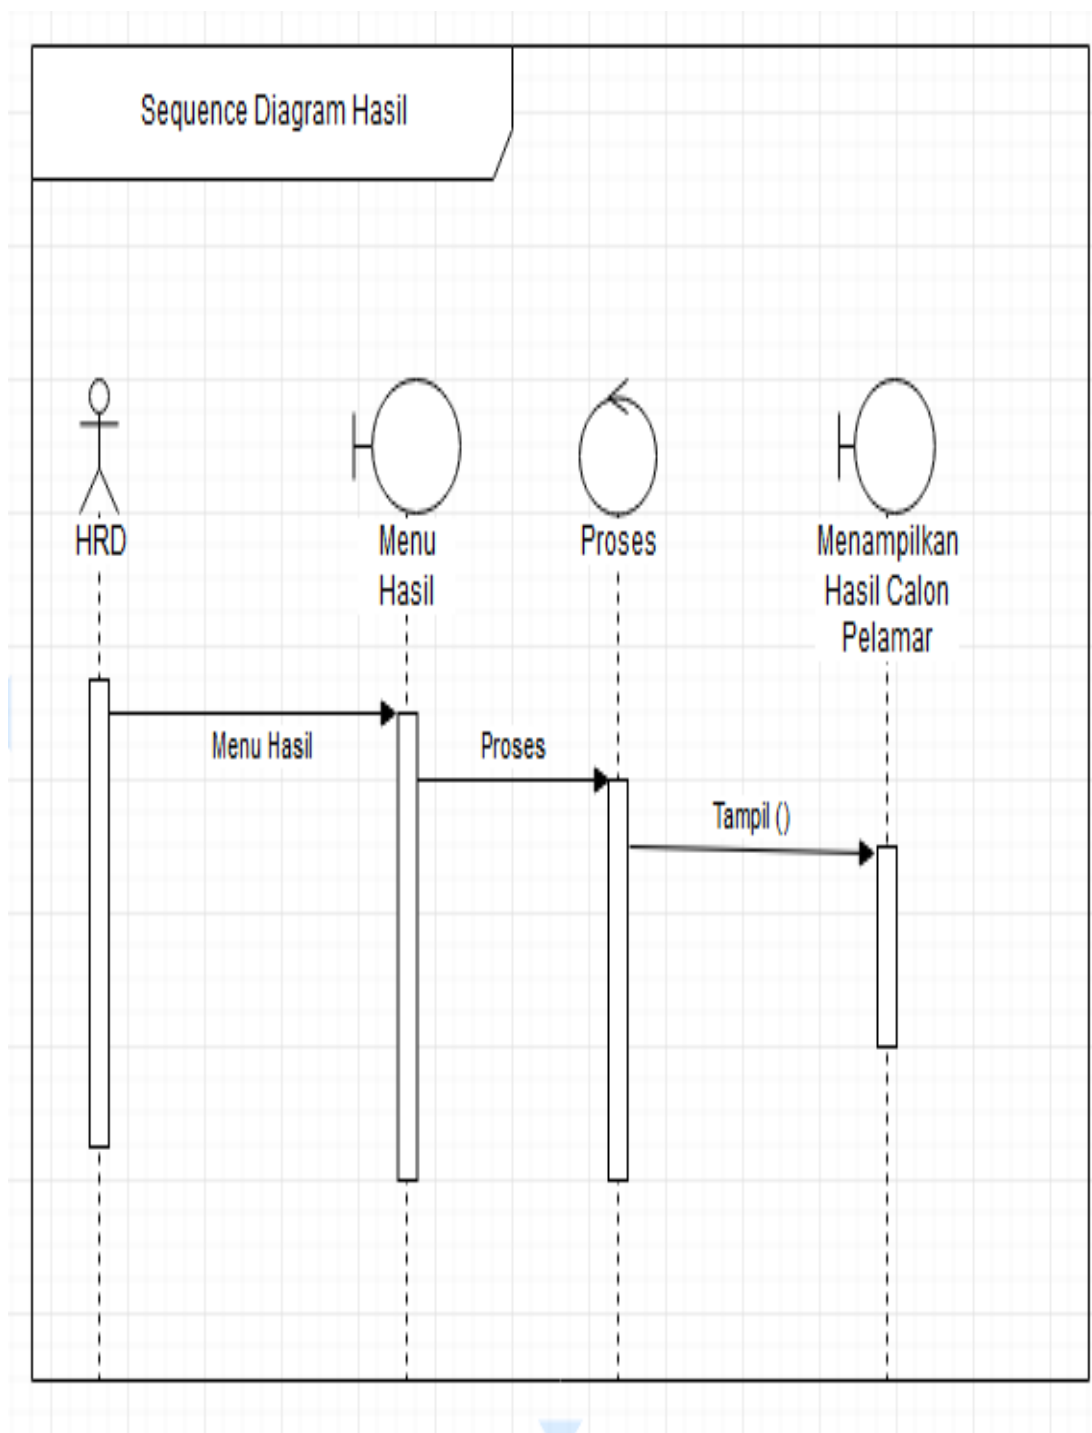 Sequence Diagram Hasil
HRD
Menu
Hasil
Proses
Menampilkan
Hasil Calon
Pelamar
Menu Hasil
Proses
Tampil ()